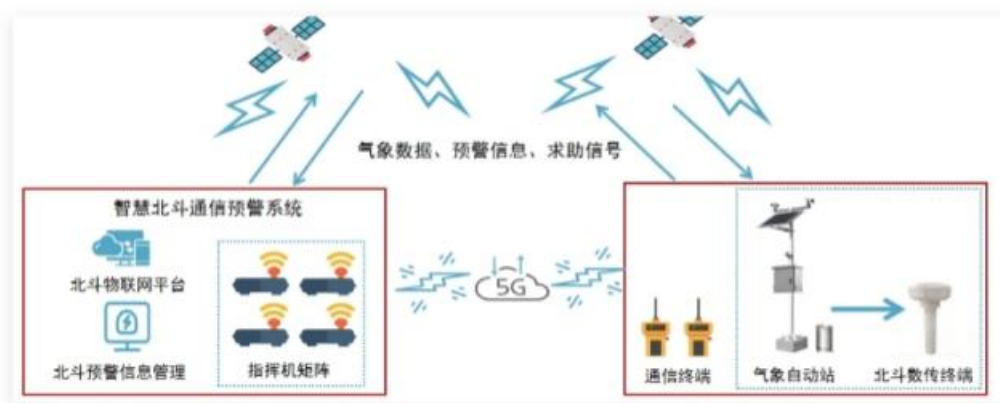 气象数据、预警信息、求助信号
智慧北斗通信预警系统
北斗物联网平台
北斗预警信息管理
指挥机矩阵
5G
通信终端
气象自动站
北斗数传终端